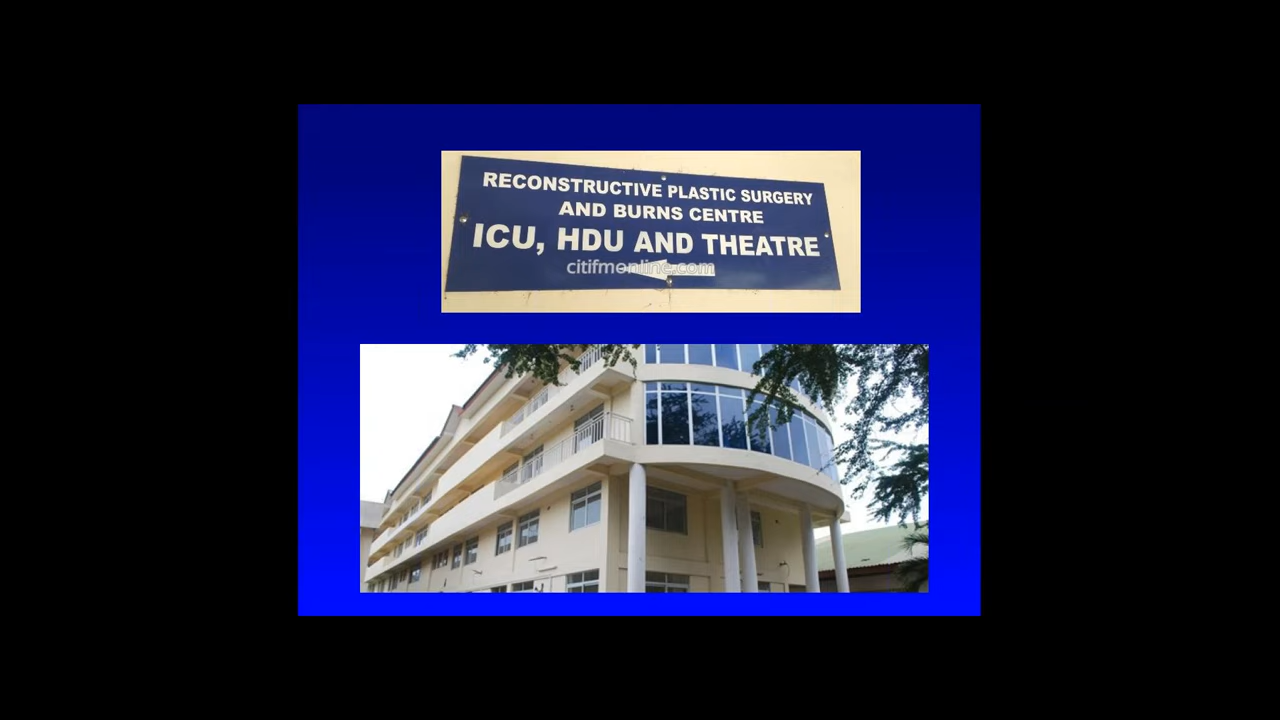 RECONSTRUCTIVE PLASTIC SURGERY
AND BURNS CENTRE
ICU, HDU AND THEATRE
citifmonline.com